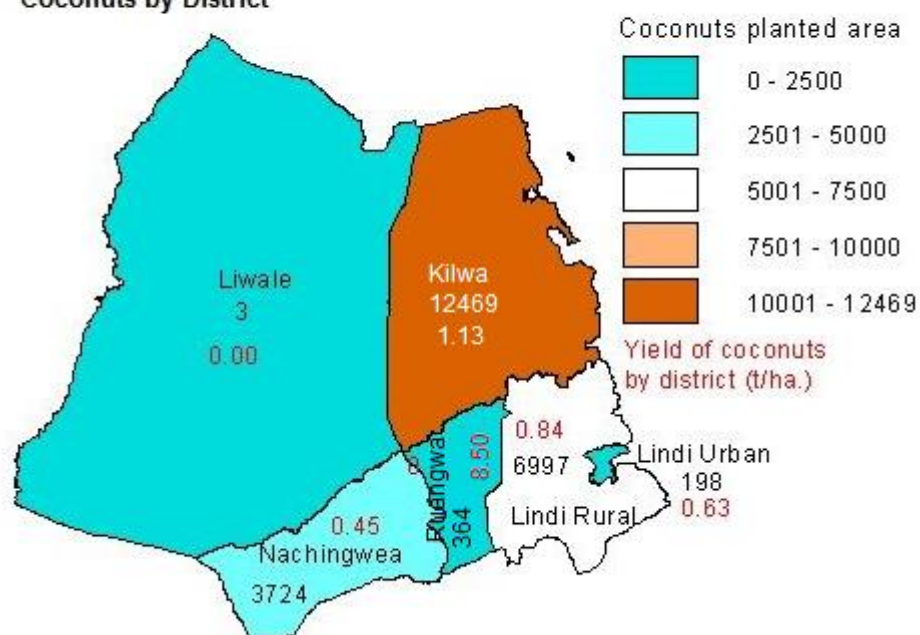 Coconuts by District
Coconuts planted area
0 - 2500
2501 - 5000
5001 - 7500
7501 - 10000
10001 - 12469
Yield of coconuts
by district (t/ha.)
Liwale
3
0.00
Kilwa
12469
1.13
Ruangwa
364
8.50
0
0.84
6997
Lindi Rural
Lindi Urban
198
0.63
0.45
Nachingwea
3724